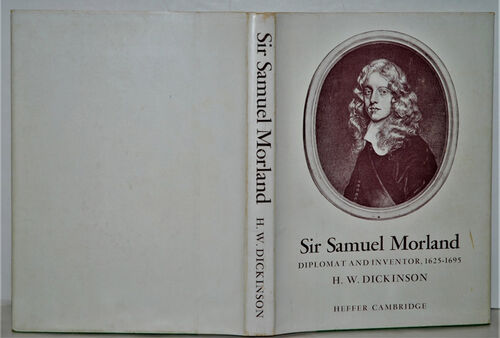 Sir Samuel Morland
H. W. DICKINSON
Sir Samuel Morland
DIPLOMAT AND INVENTOR, 1625-1695
H. W. DICKINSON
HEFFER CAMBRIDGE